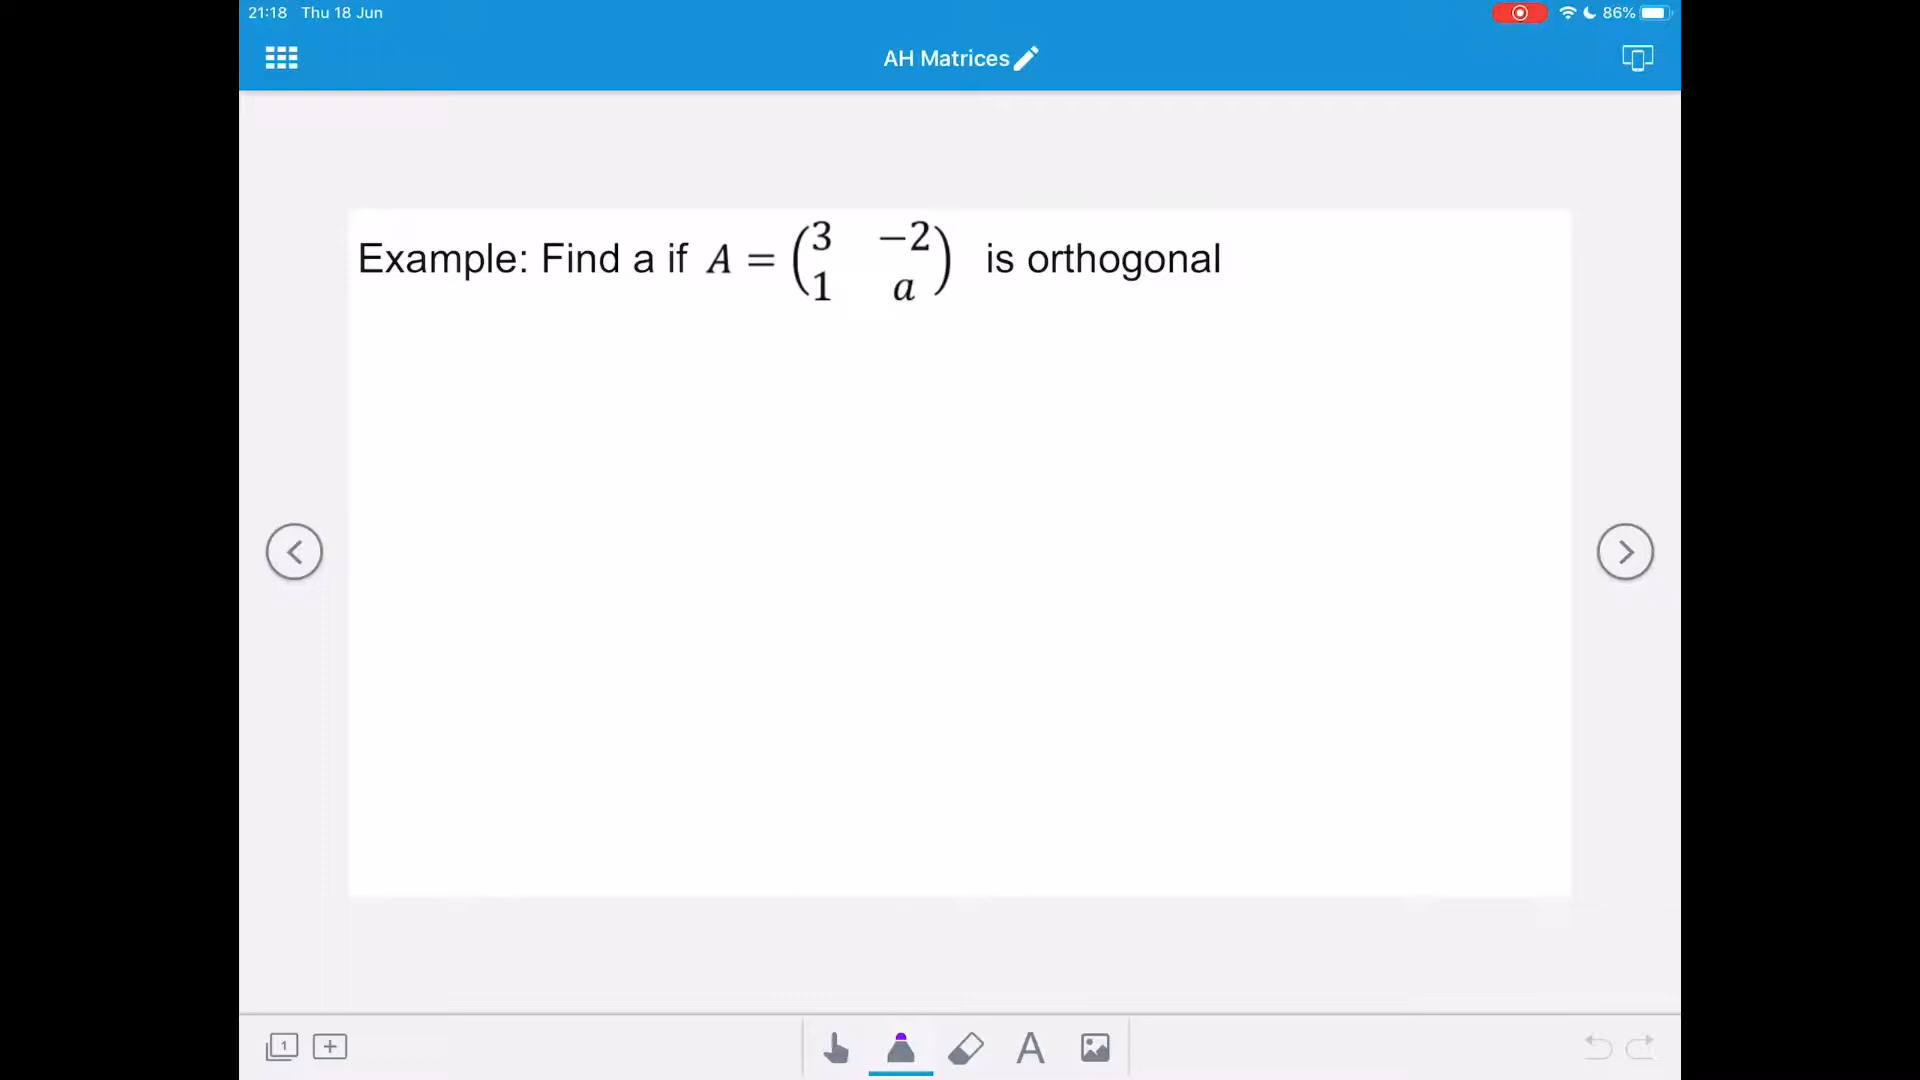 21:18 Thu 18 Jun 86%
AH Matrices
Example: Find a if A = (3 −2
1 a) is orthogonal
1 A